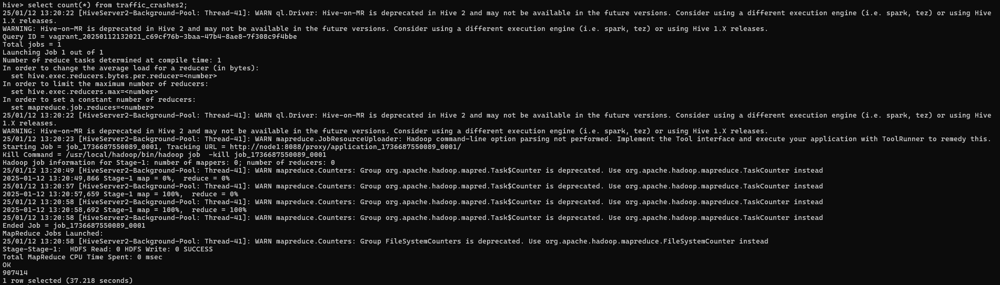 hive> select count(*) from traffic_crashes2;
25/01/12 13:20:22 [HiveServer2-Background-Pool: Thread-41]: WARN ql.Driver: Hive-on-MR is deprecated in Hive 2 and may not be available in the future versions. Consider using a different execution engine (i.e. spark, tez) or using Hive
1.X releases.
WARNING: Hive-on-MR is deprecated in Hive 2 and may not be available in the future versions. Consider using a different execution engine (i.e. spark, tez) or using Hive 1.X releases.
Query ID = vagrant_20250112132021_c69cf76b-3baa-47b4-8ae8-7f308c9f4bbe
Total jobs = 1
Launching Job 1 out of 1
Number of reduce tasks determined at compile time: 1
In order to change the average load for a reducer (in bytes):
  set hive.exec.reducers.bytes.per.reducer=<number>
In order to limit the maximum number of reducers:
  set hive.exec.reducers.max=<number>
In order to set a constant number of reducers:
  set mapreduce.job.reduces=<number>
25/01/12 13:20:22 [HiveServer2-Background-Pool: Thread-41]: WARN ql.Driver: Hive-on-MR is deprecated in Hive 2 and may not be available in the future versions. Consider using a different execution engine (i.e. spark, tez) or using Hive
1.X releases.
WARNING: Hive-on-MR is deprecated in Hive 2 and may not be available in the future versions. Consider using a different execution engine (i.e. spark, tez) or using Hive 1.X releases.
25/01/12 13:20:23 [HiveServer2-Background-Pool: Thread-41]: WARN mapreduce.JobResourceUploader: Hadoop command-line option parsing not performed. Implement the Tool interface and execute your application with ToolRunner to remedy this.
Starting Job = job_1736687550089_0001, Tracking URL = http://node1:8088/proxy/application_1736687550089_0001/
Kill Command = /usr/local/hadoop/bin/hadoop job  -kill job_1736687550089_0001
Hadoop job information for Stage-1: number of mappers: 0; number of reducers: 0
25/01/12 13:20:49 [HiveServer2-Background-Pool: Thread-41]: WARN mapreduce.Counters: Group org.apache.hadoop.mapred.Task$Counter is deprecated. Use org.apache.hadoop.mapreduce.TaskCounter instead
2025-01-12 13:20:49,866 Stage-1 map = 0%,  reduce = 0%
25/01/12 13:20:57 [HiveServer2-Background-Pool: Thread-41]: WARN mapreduce.Counters: Group org.apache.hadoop.mapred.Task$Counter is deprecated. Use org.apache.hadoop.mapreduce.TaskCounter instead
2025-01-12 13:20:57,659 Stage-1 map = 100%,  reduce = 0%
25/01/12 13:20:58 [HiveServer2-Background-Pool: Thread-41]: WARN mapreduce.Counters: Group org.apache.hadoop.mapred.Task$Counter is deprecated. Use org.apache.hadoop.mapreduce.TaskCounter instead
2025-01-12 13:20:58,692 Stage-1 map = 100%,  reduce = 100%
25/01/12 13:20:58 [HiveServer2-Background-Pool: Thread-41]: WARN mapreduce.Counters: Group org.apache.hadoop.mapred.Task$Counter is deprecated. Use org.apache.hadoop.mapreduce.TaskCounter instead
Ended Job = job_1736687550089_0001
MapReduce Jobs Launched:
25/01/12 13:20:58 [HiveServer2-Background-Pool: Thread-41]: WARN mapreduce.Counters: Group FileSystemCounters is deprecated. Use org.apache.hadoop.mapreduce.FileSystemCounter instead
Stage-Stage-1:  HDFS Read: 0 HDFS Write: 0 SUCCESS
Total MapReduce CPU Time Spent: 0 msec
OK
907414
1 row selected (37.218 seconds)